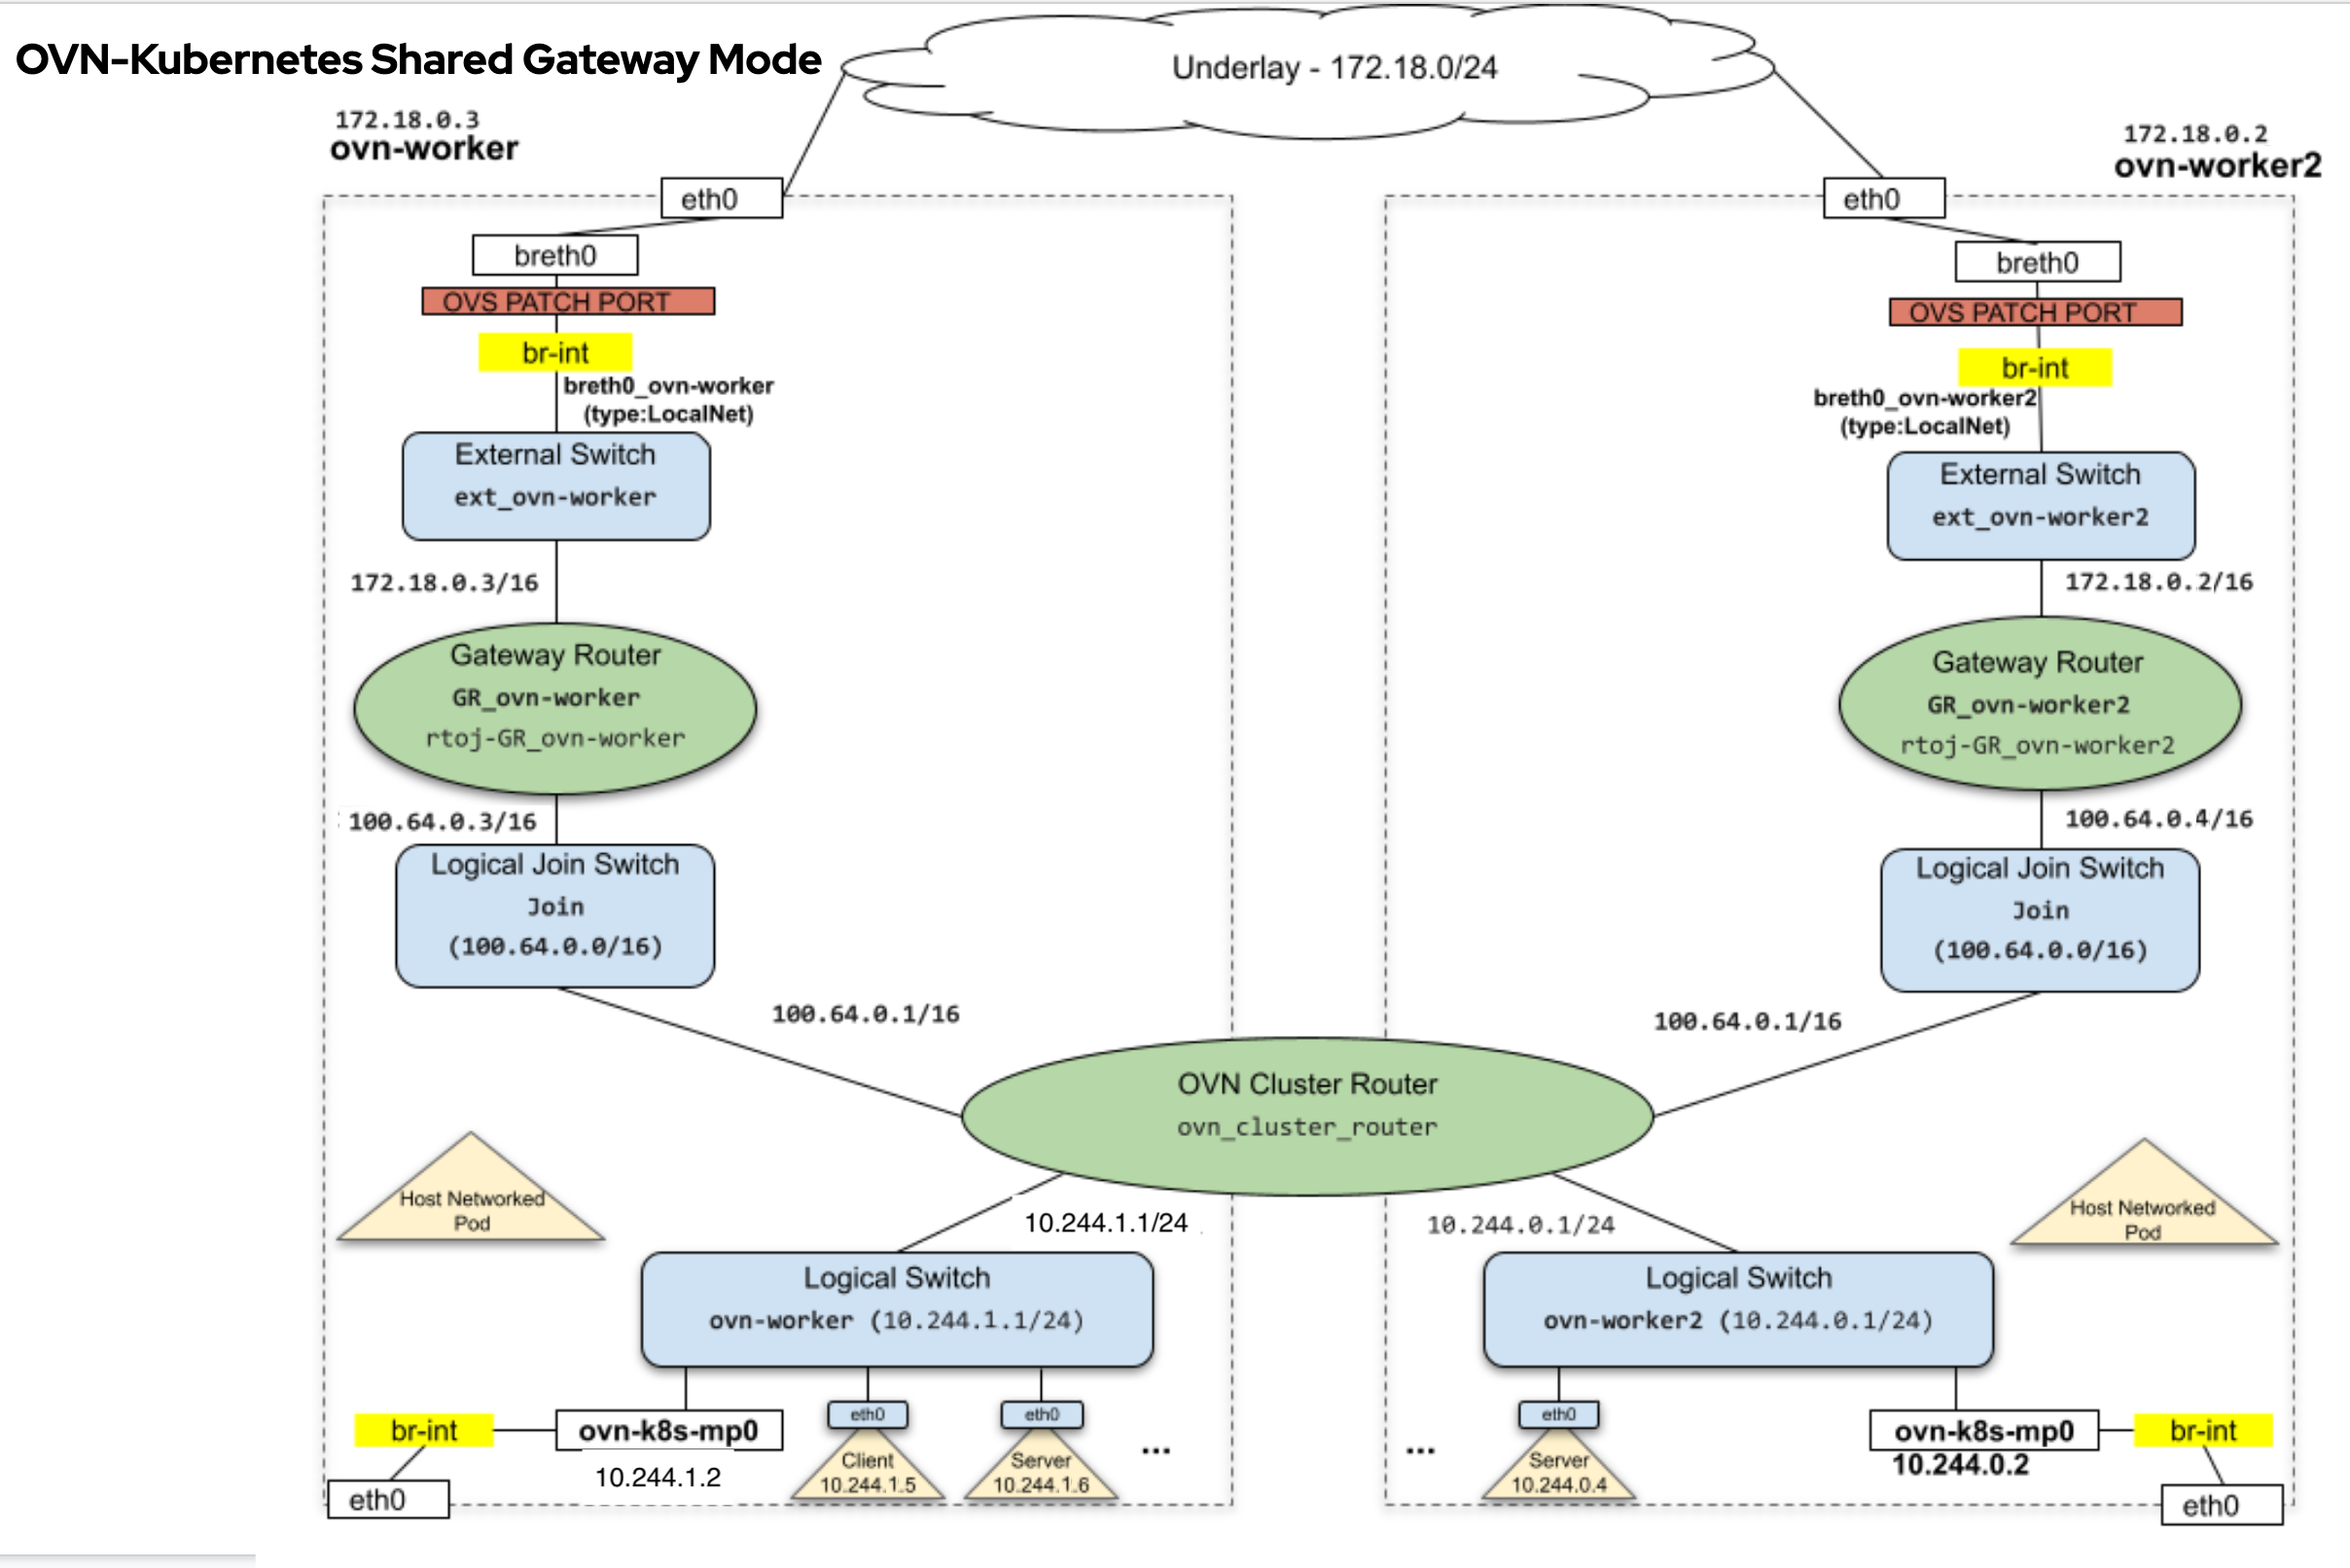 OVN-Kubernetes Shared Gateway Mode
Underlay - 172.18.0/24
172.18.0.3
ovn-worker
172.18.0.2
ovn-worker2
eth0
eth0
breth0
breth0
OVS PATCH PORT
OVS PATCH PORT
br-int
br-int
breth0_ovn-worker
(type:LocalNet)
breth0_ovn-worker2
(type:LocalNet)
External Switch
ext_ovn-worker
External Switch
ext_ovn-worker2
172.18.0.3/16
172.18.0.2/16
Gateway Router
GR_ovn-worker
rtoj-GR_ovn-worker
Gateway Router
GR_ovn-worker2
rtoj-GR_ovn-worker2
100.64.0.3/16
100.64.0.4/16
Logical Join Switch
Join
(100.64.0.0/16)
Logical Join Switch
Join
(100.64.0.0/16)
100.64.0.1/16
100.64.0.1/16
OVN Cluster Router
ovn_cluster_router
Host Networked
Pod
Host Networked
Pod
10.244.1.1/24
10.244.0.1/24
Logical Switch
ovn-worker (10.244.1.1/24)
Logical Switch
ovn-worker2 (10.244.0.1/24)
br-int
ovn-k8s-mp0
10.244.1.2
eth0
eth0
Client
10.244.1.5
eth0
Server
10.244.1.6
...
...
eth0
Server
10.244.0.4
ovn-k8s-mp0
10.244.0.2
br-int
eth0